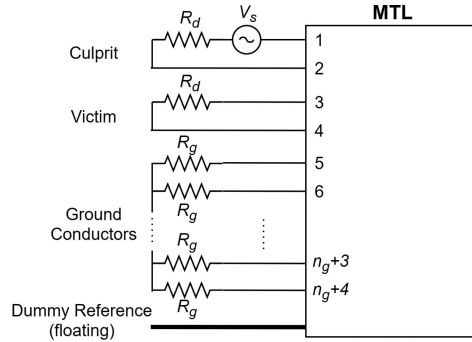 MTL
R_d
V_s
Culprit
1
2
R_d
Victim
3
4
R_g
5
6
R_g
Ground
Conductors
R_g
n_g+3
n_g+4
R_g
Dummy Reference
(floating)